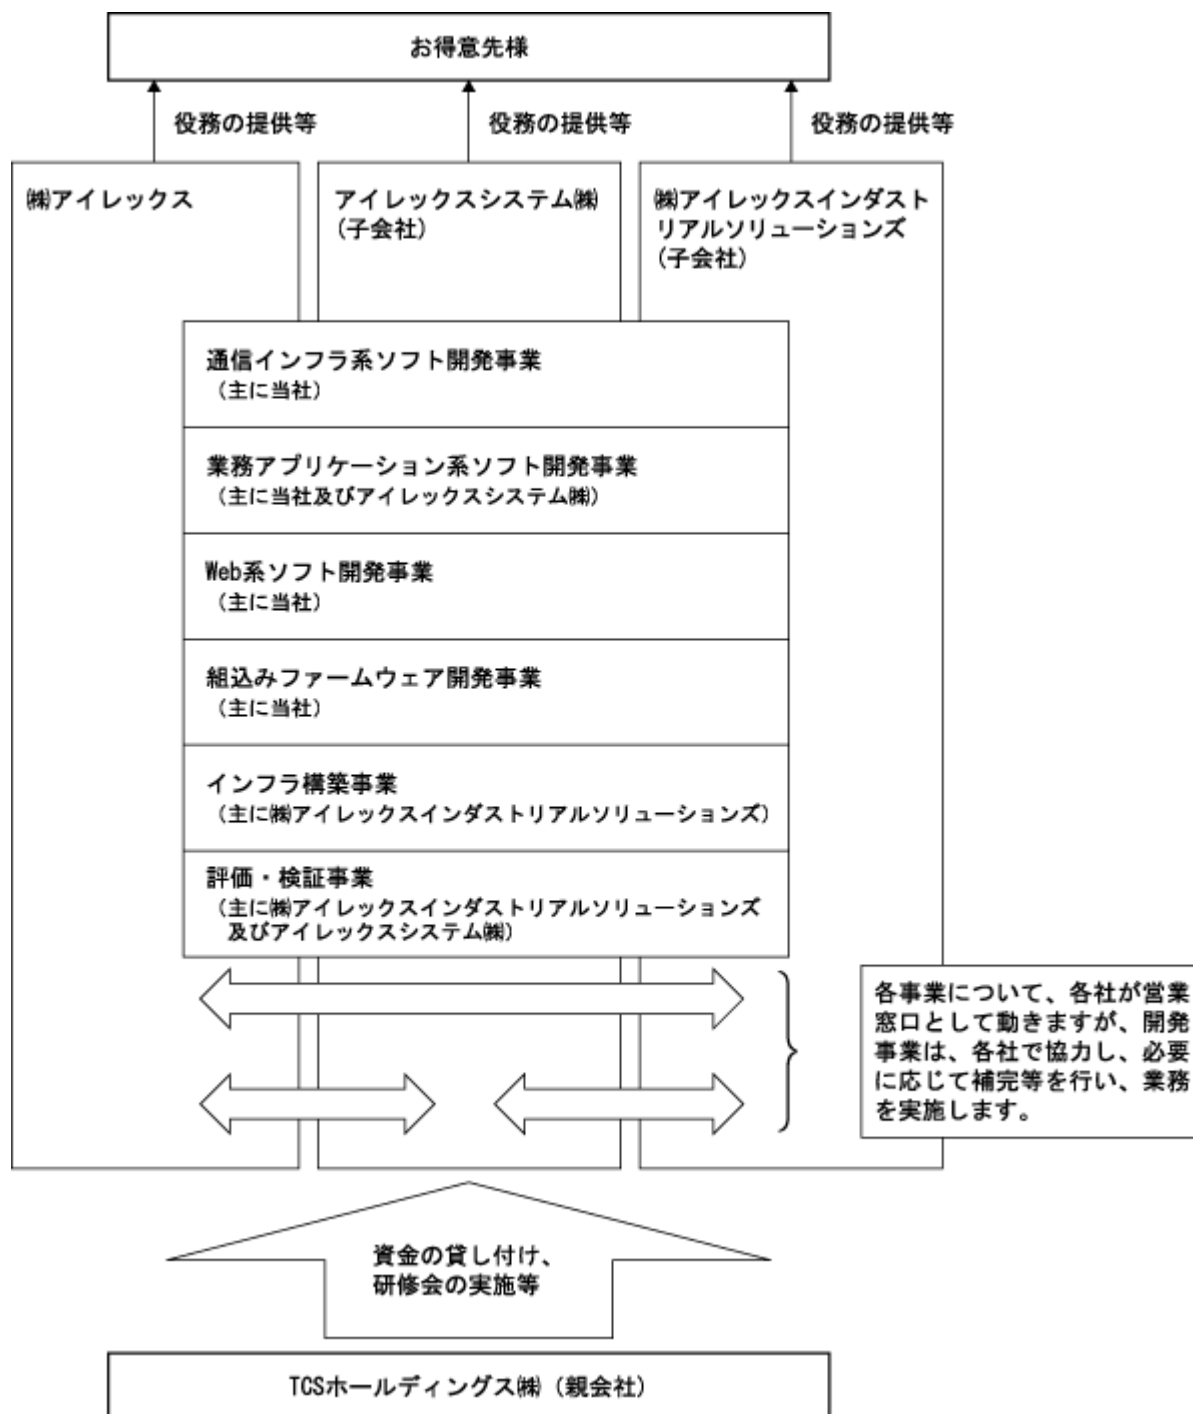 お得意先様
役務の提供等
役務の提供等
役務の提供等
㈱アイレックス
アイレックスシステム㈱
(子会社)
㈱アイレックスインダスト
リアルソリューションズ
(子会社)
通信インフラ系ソフト開発事業
（主に当社）
業務アプリケーション系ソフト開発事業
（主に当社及びアイレックスシステム㈱）
Web系ソフト開発事業
（主に当社）
組込みファームウェア開発事業
（主に当社）
インフラ構築事業
（主に㈱アイレックスインダストリアルソリューションズ）
評価・検証事業
（主に㈱アイレックスインダストリアルソリューションズ
及びアイレックスシステム㈱）
各事業について、各社が営業
窓口として動きますが、開発
事業は、各社で協力し、必要
に応じて補完等を行い、業務
を実施します。
資金の貸し付け、
研修会の実施等
TCSホールディングス㈱（親会社）